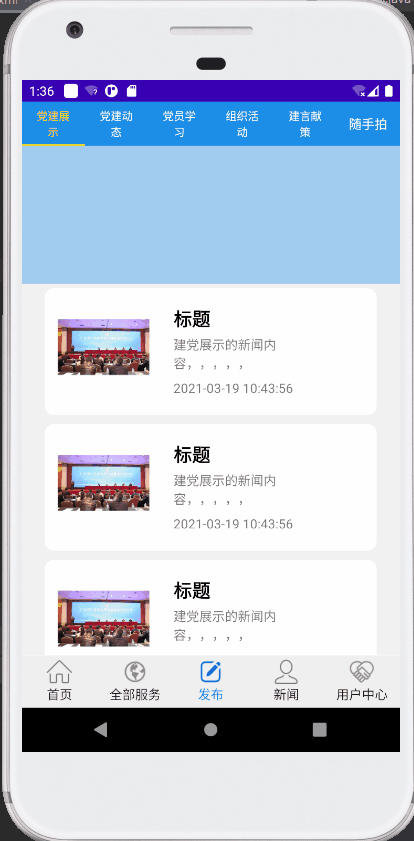 1:36
党建展
示
党建动
态
党员学
习
组织活
动
建言献
策
随手拍
标题
建党展示的新闻内
容，，，，，
2021-03-19 10:43:56
标题
建党展示的新闻内
容，，，，，
2021-03-19 10:43:56
标题
建党展示的新闻内
容，，，，，
首页
全部服务
发布
新闻
用户中心